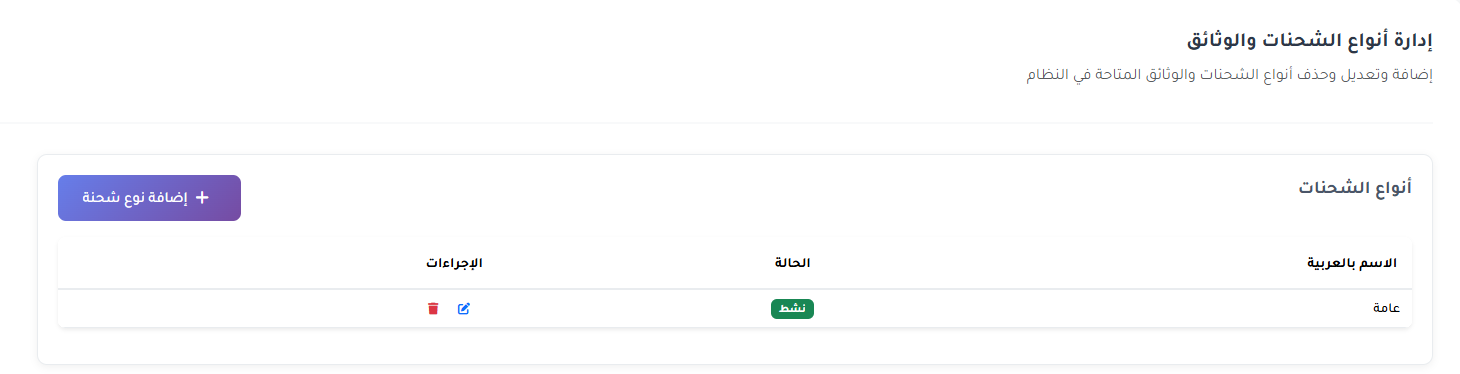 إدارة أنواع الشحنات والوثائق
إضافة وتعديل وحذف أنواع الشحنات والوثائق المتاحة في النظام
أنواع الشحنات
+ إضافة نوع شحنة
الاسم بالعربية الحالة الإجراءات
عامة نشط